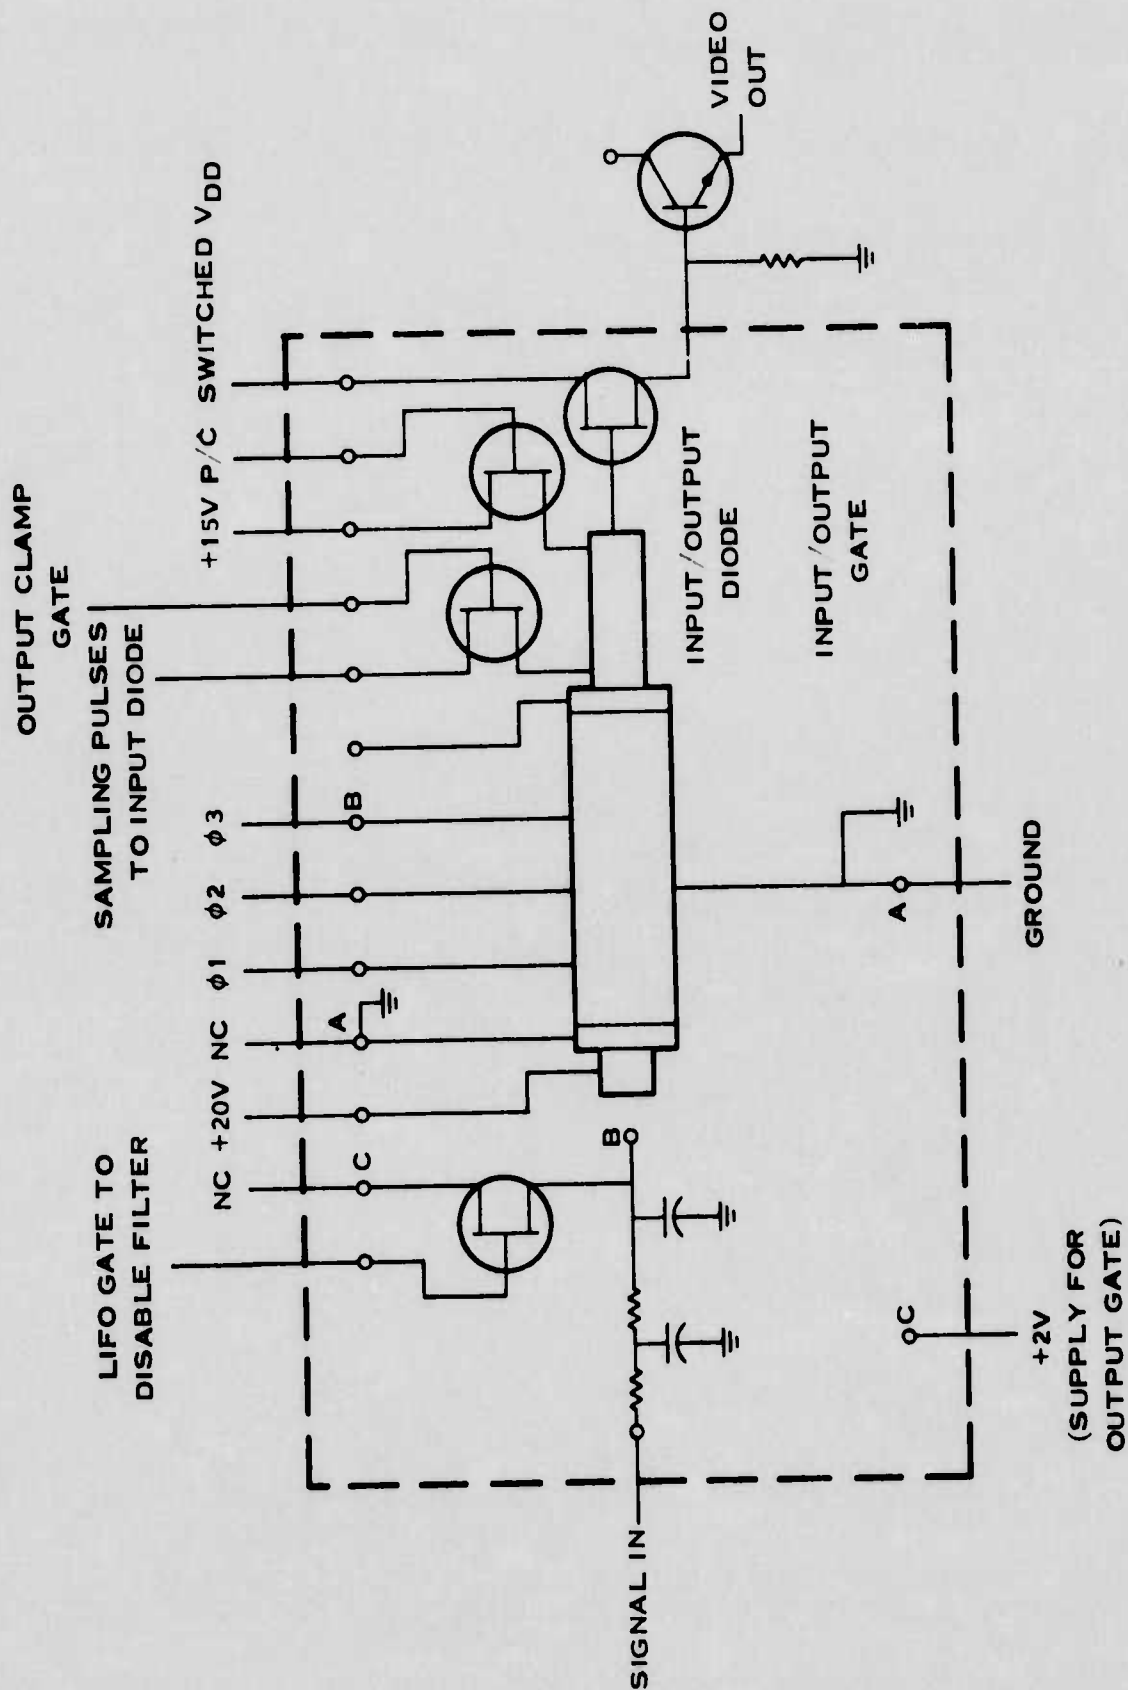 OUTPUT CLAMP
GATE
SAMPLING PULSES
TO INPUT DIODE
LIFO GATE TO
DISABLE FILTER
NC
+20V
NC
ϕ1
ϕ2
ϕ3
+15V
P/C
SWITCHED VDD
C
A
B
B
INPUT/OUTPUT
DIODE
INPUT/OUTPUT
GATE
VIDEO
OUT
SIGNAL IN
C
+2V
(SUPPLY FOR
OUTPUT GATE)
A
GROUND